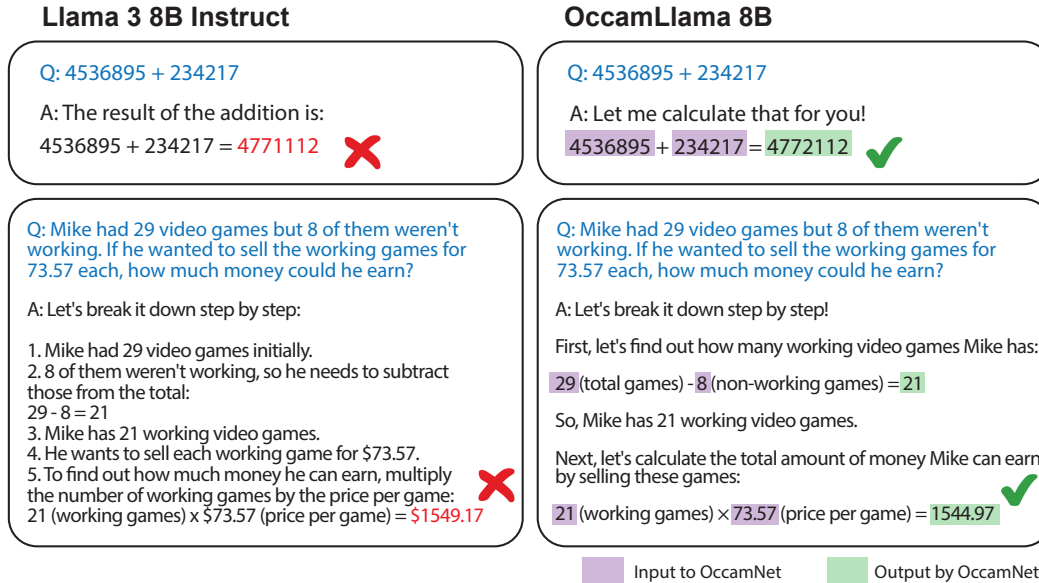 Llama 3 8B Instruct
Q: 4536895 + 234217
A: The result of the addition is:
4536895 + 234217 = 4771112
Q: Mike had 29 video games but 8 of them weren't
working. If he wanted to sell the working games for
73.57 each, how much money could he earn?
A: Let's break it down step by step:
1. Mike had 29 video games initially.
2. 8 of them weren't working, so he needs to subtract
those from the total:
29 - 8 = 21
3. Mike has 21 working video games.
4. He wants to sell each working game for $73.57.
5. To find out how much money he can earn, multiply
the number of working games by the price per game:
21 (working games) x $73.57 (price per game) = $1549.17
OccamLlama 8B
Q: 4536895 + 234217
A: Let me calculate that for you!
4536895 + 234217 = 4772112
Q: Mike had 29 video games but 8 of them weren't
working. If he wanted to sell the working games for
73.57 each, how much money could he earn?
A: Let's break it down step by step!
First, let's find out how many working video games Mike has:
29 (total games) - 8 (non-working games) = 21
So, Mike has 21 working video games.
Next, let's calculate the total amount of money Mike can earn
by selling these games:
21 (working games) × 73.57 (price per game) = 1544.97
Input to OccamNet
Output by OccamNet